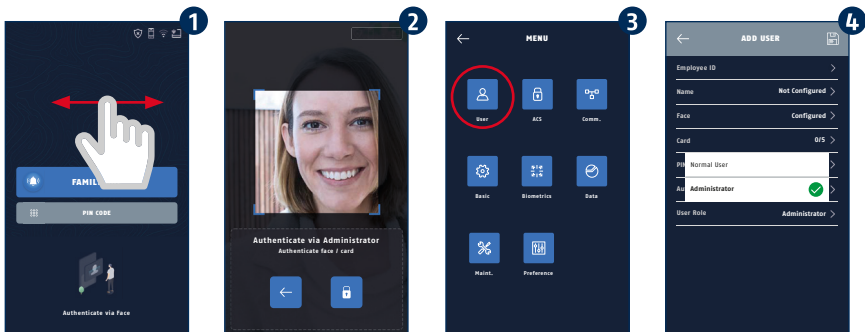 1
FAMIL
PIN CODE
Authenticate via Face
2
Authenticate via Administrator
Authenticate face / card
3
MENU
User
ACS
Comm.
Basic
Biometrics
Data
Maint.
Preference
4
ADD USER
Employee ID
Name Not Configured
Face Configured
Card 0/5
PIN
Normal User
Au
Administrator
User Role Administrator